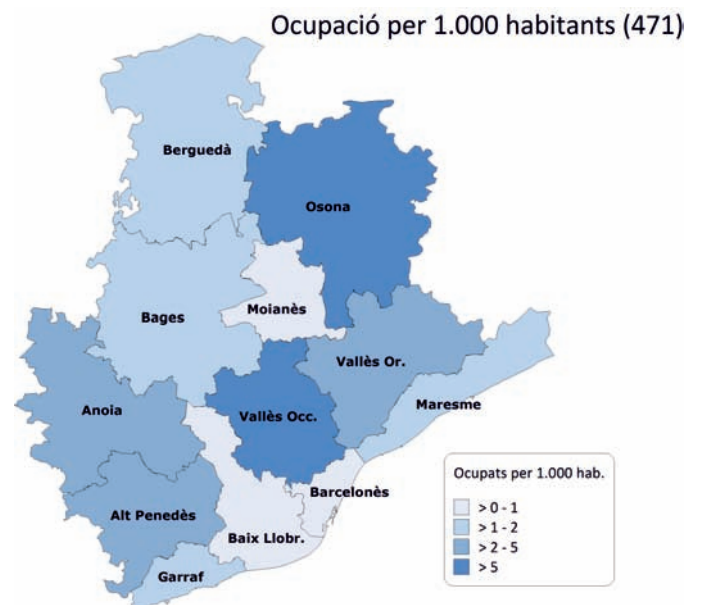 Ocupació per 1.000 habitants (471)
Berguedà
Osona
Moianès
Bages
Vallès Or.
Anoia
Maresme
Vallès Occ.
Ocupats per 1.000 hab.
Barcelonès
> 0 - 1
Alt Penedès
> 1 - 2
Baix Llobr.
> 2 - 5
> 5
Garraf